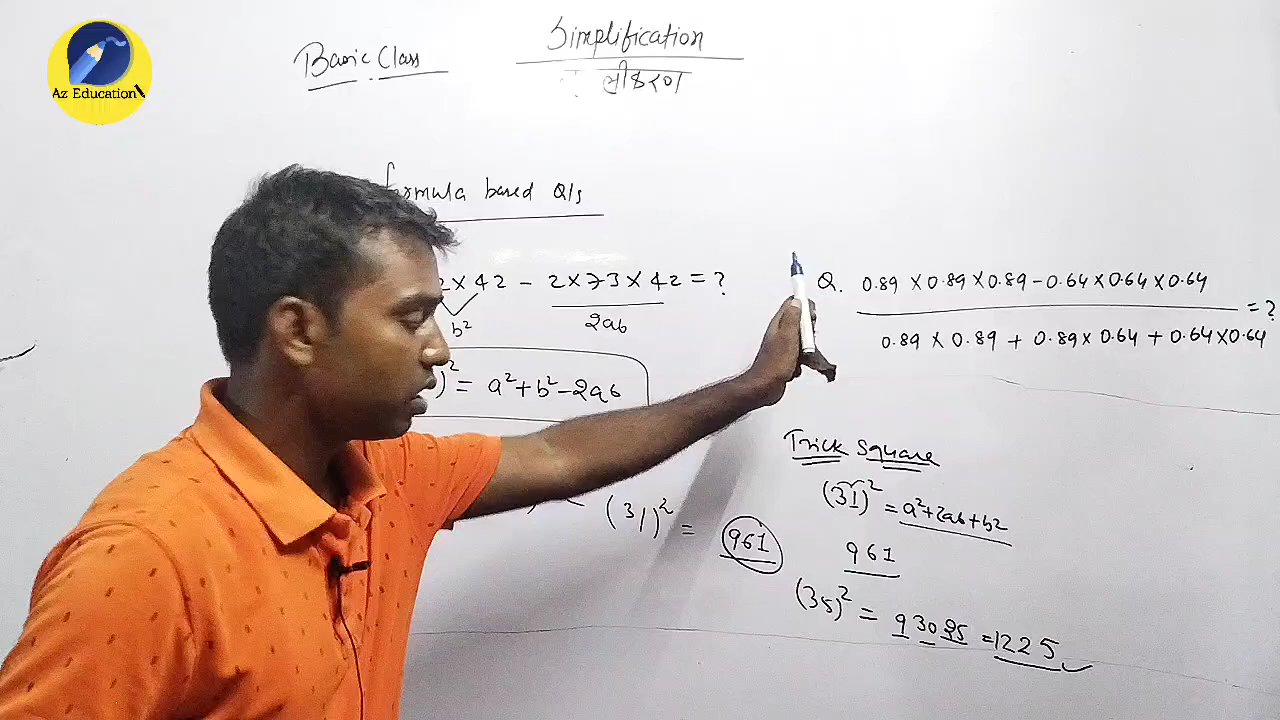 Az Education
Basic Class
Simplification
लीकरण
formula based Q/s
2×42 - 2×73×42 = ?
b² 2ab
)² = a²+b²-2ab
(31)² = 961
Q. 0.89 × 0.89 × 0.89 - 0.64 × 0.64 × 0.64
= ?
0.89 × 0.89 + 0.89 × 0.64 + 0.64 × 0.64
Trick Square
(31)² = a²+2ab+b²
961
(35)² = 9 30 25 = 1225